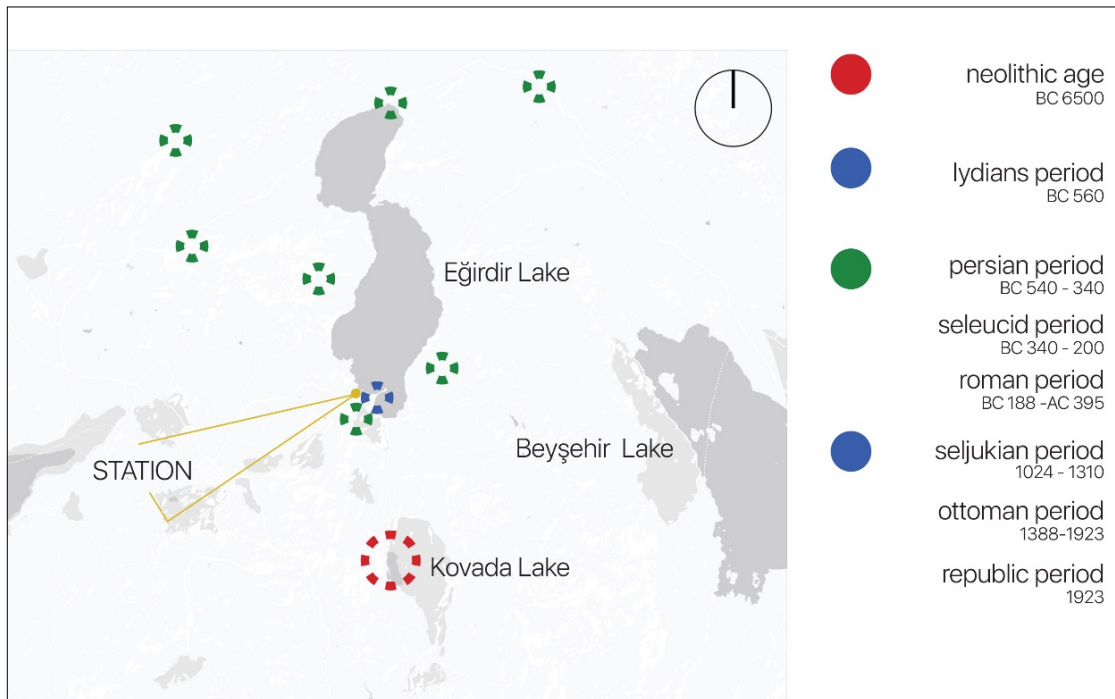 Eğirdir Lake
Beyşehir Lake
STATION
Kovada Lake
neolithic age
BC 6500
lydians period
BC 560
persian period
BC 540 - 340
seleucid period
BC 340 - 200
roman period
BC 188 -AC 395
seljukian period
1024 - 1310
ottoman period
1388-1923
republic period
1923